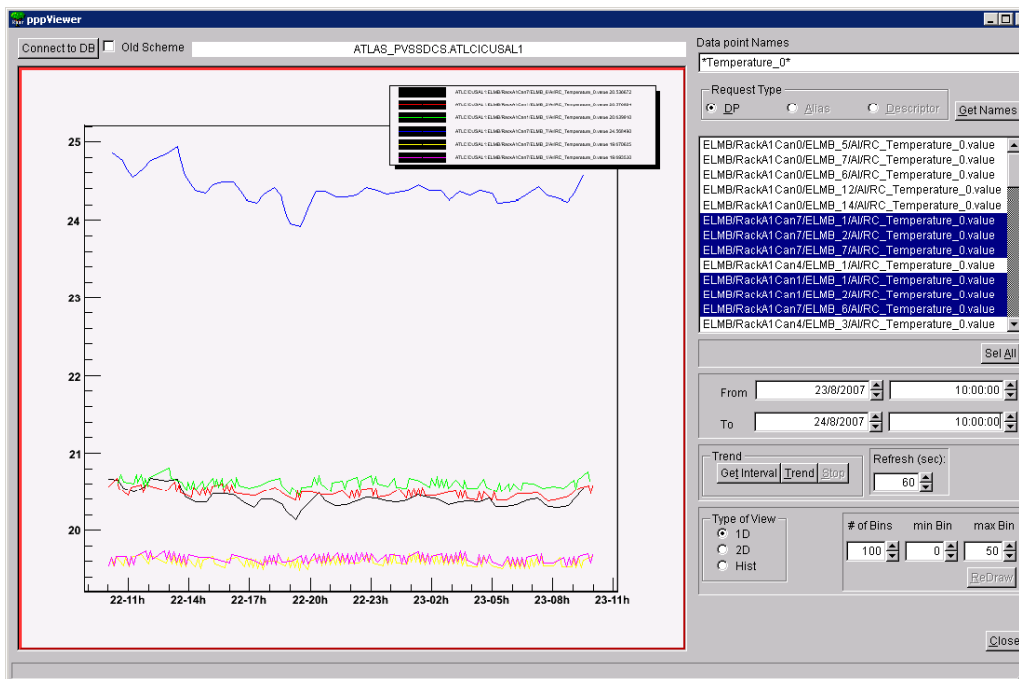 pppViewer
Connect to DB
Old Scheme
ATLAS_PVSSDCS.ATLCICUSAL1
25
24
23
22
21
20
22-11h 22-14h 22-17h 22-20h 22-23h 23-02h 23-05h 23-08h 23-11h
Data point Names
*Temperature_0*
Request Type
DP Alias Descriptor
Get Names
ELMB/RackA1Can0/ELMB_5/AI/RC_Temperature_0.value
ELMB/RackA1Can0/ELMB_7/AI/RC_Temperature_0.value
ELMB/RackA1Can0/ELMB_6/AI/RC_Temperature_0.value
ELMB/RackA1Can0/ELMB_12/AI/RC_Temperature_0.value
ELMB/RackA1Can0/ELMB_14/AI/RC_Temperature_0.value
ELMB/RackA1Can7/ELMB_1/AI/RC_Temperature_0.value
ELMB/RackA1Can7/ELMB_2/AI/RC_Temperature_0.value
ELMB/RackA1Can7/ELMB_7/AI/RC_Temperature_0.value
ELMB/RackA1Can4/ELMB_1/AI/RC_Temperature_0.value
ELMB/RackA1Can1/ELMB_1/AI/RC_Temperature_0.value
ELMB/RackA1Can1/ELMB_2/AI/RC_Temperature_0.value
ELMB/RackA1Can7/ELMB_6/AI/RC_Temperature_0.value
ELMB/RackA1Can4/ELMB_3/AI/RC_Temperature_0.value
Sel All
From 23/8/2007 10:00:00
To 24/8/2007 10:00:00
Trend
Get Interval Trend Stop
Refresh (sec):
60
Type of View
1D
2D
Hist
# of Bins min Bin max Bin
100 0 50
ReDraw
Close